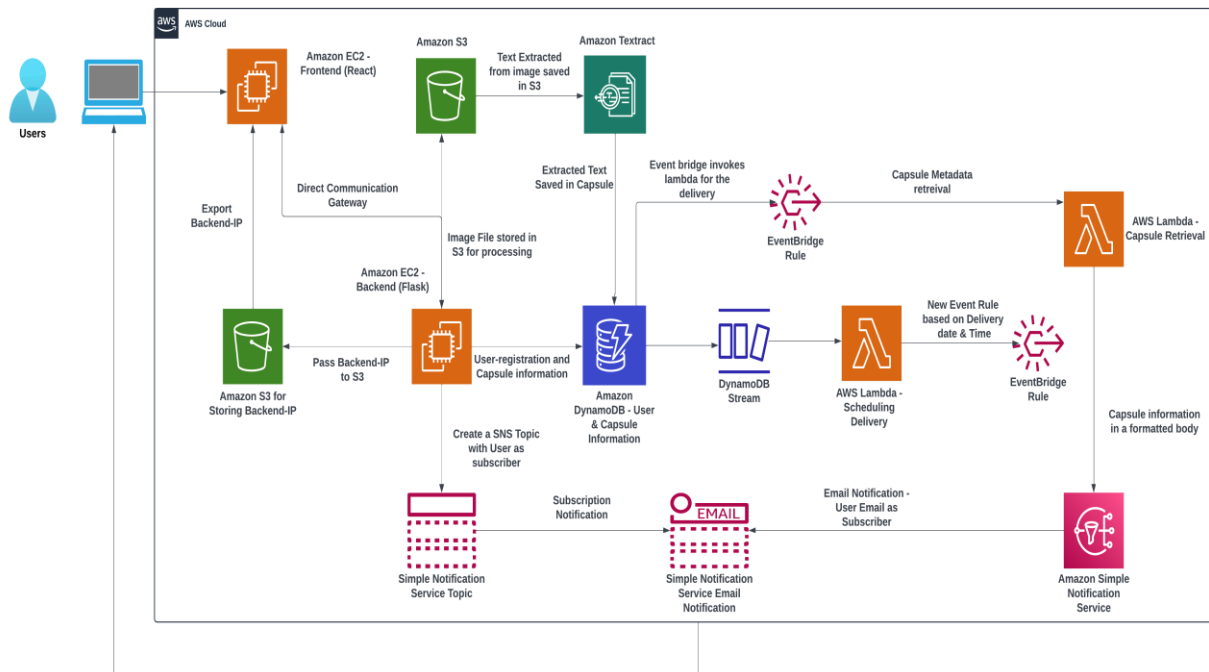 aws
AWS Cloud
Users
Amazon EC2 -
Frontend (React)
Amazon S3
Text Extracted
from image saved
in S3
Amazon Textract
Export
Backend-IP
Direct Communication
Gateway
Image File stored in
S3 for processing
Extracted Text
Saved in Capsule
Event bridge invokes
lambda for the
delivery
EventBridge
Rule
Capsule Metadata
retreival
AWS Lambda -
Capsule Retrieval
Amazon EC2 -
Backend (Flask)
Amazon S3 for
Storing Backend-IP
Pass Backend-IP
to S3
User-registration and
Capsule information
Amazon
DynamoDB - User
& Capsule
Information
DynamoDB
Stream
AWS Lambda -
Scheduling
Delivery
New Event Rule
based on Delivery
date & Time
EventBridge
Rule
Create a SNS Topic
with User as
subscriber
Capsule information
in a formatted body
Simple Notification
Service Topic
Subscription
Notification
EMAIL
Simple Notification
Service Email
Notification
Email Notification -
User Email as
Subscriber
Amazon Simple
Notification
Service